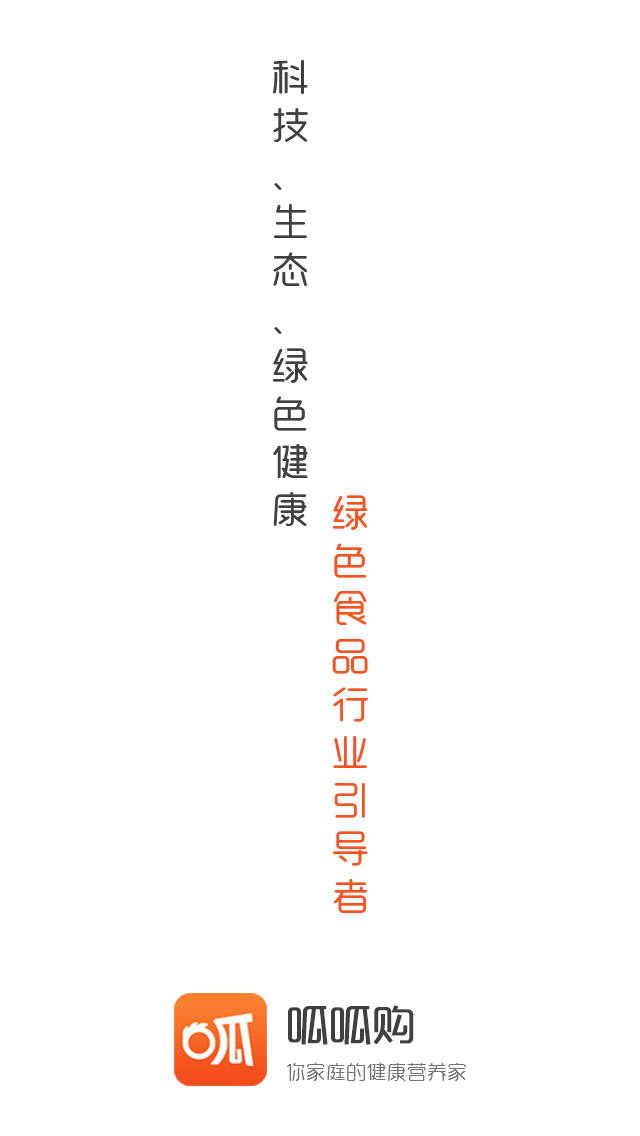 科技、生态、绿色健康
绿色食品行业引导者
呱
呱呱购
你家庭的健康营养家